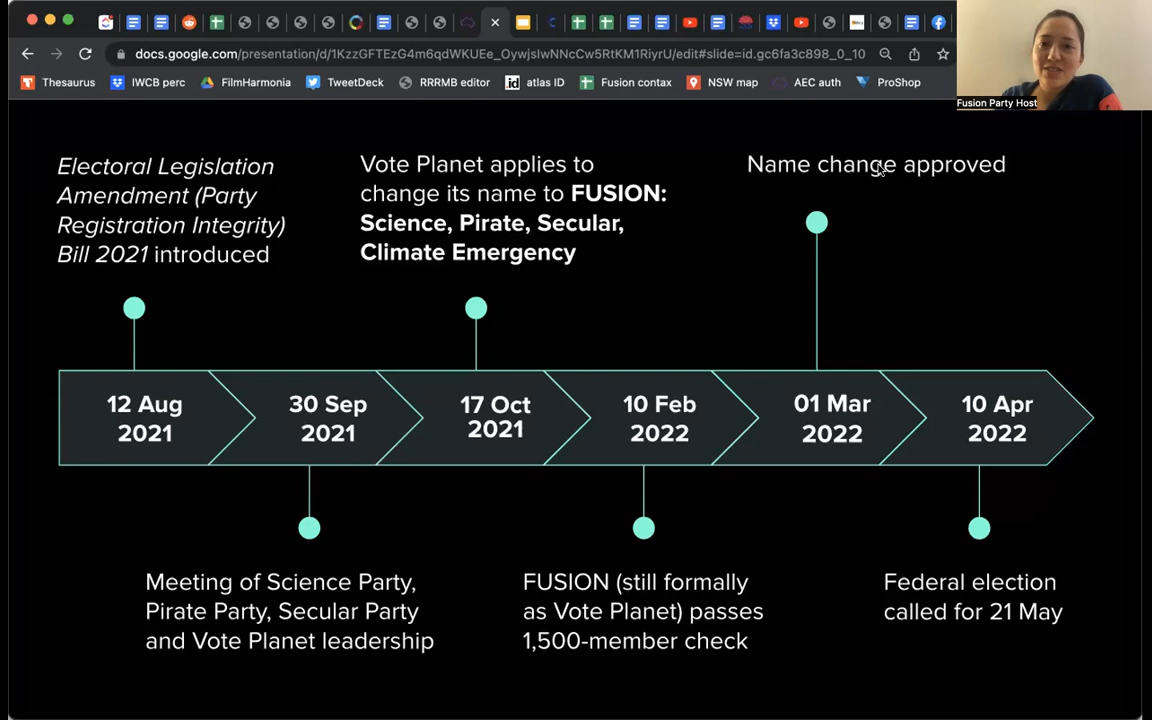 docs.google.com/presentation/d/1KzzGFTEzG4m6qdWKUEe_OywjsIwNNcCw5RtKM1RiyrU/edit#slide=id.gc6fa3c898_0_10
Thesaurus IWCB perc FilmHarmonia TweetDeck RRRMB editor id atlas ID Fusion contax NSW map AEC auth ProShop
Fusion Party Host
Electoral Legislation
Amendment (Party
Registration Integrity)
Bill 2021 introduced
Vote Planet applies to
change its name to FUSION:
Science, Pirate, Secular,
Climate Emergency
Name change approved
12 Aug
2021
30 Sep
2021
17 Oct
2021
10 Feb
2022
01 Mar
2022
10 Apr
2022
Meeting of Science Party,
Pirate Party, Secular Party
and Vote Planet leadership
FUSION (still formally
as Vote Planet) passes
1,500-member check
Federal election
called for 21 May